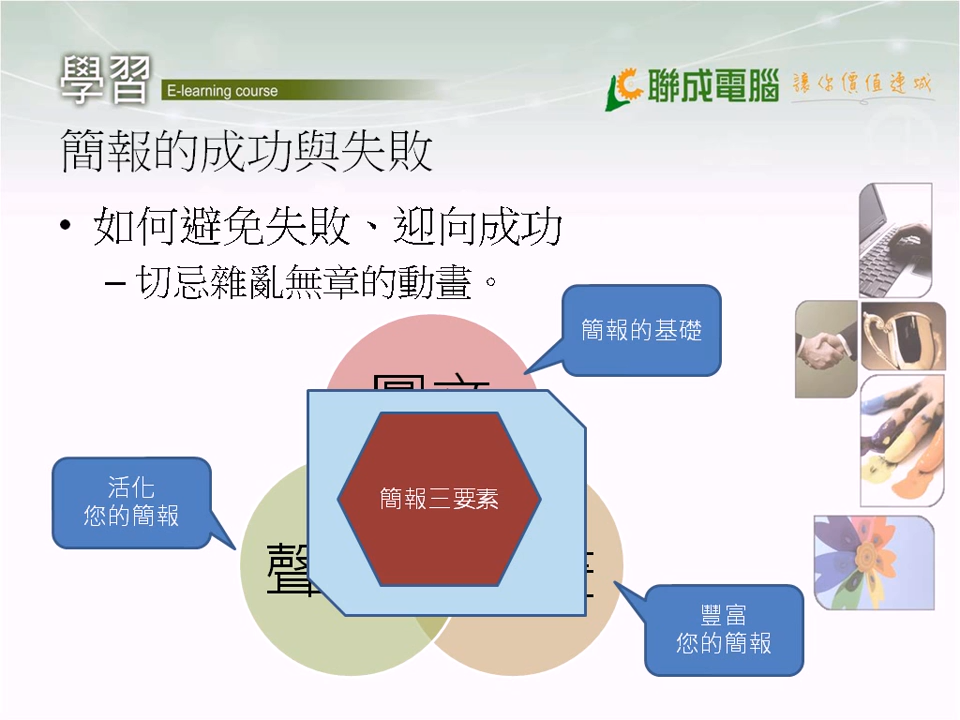 學習 E-learning course
聯成電腦 讓你價值連城
簡報的成功與失敗
• 如何避免失敗、迎向成功
– 切忌雜亂無章的動畫。
簡報的基礎
圖文
簡報三要素
活化
您的簡報
聲
豐富
您的簡報